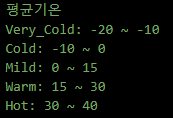 평균기온
Very_Cold: -20 ~ -10
Cold: -10 ~ 0
Mild: 0 ~ 15
Warm: 15 ~ 30
Hot: 30 ~ 40